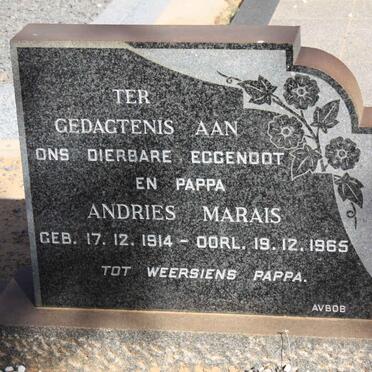 TER
GEDAGTENIS AAN
ONS DIERBARE EGGENOOT
EN PAPPA
ANDRIES MARAIS
GEB. 17. 12. 1914 – OORL. 19. 12. 1965
TOT WEERSIENS PAPPA.
AVBOB